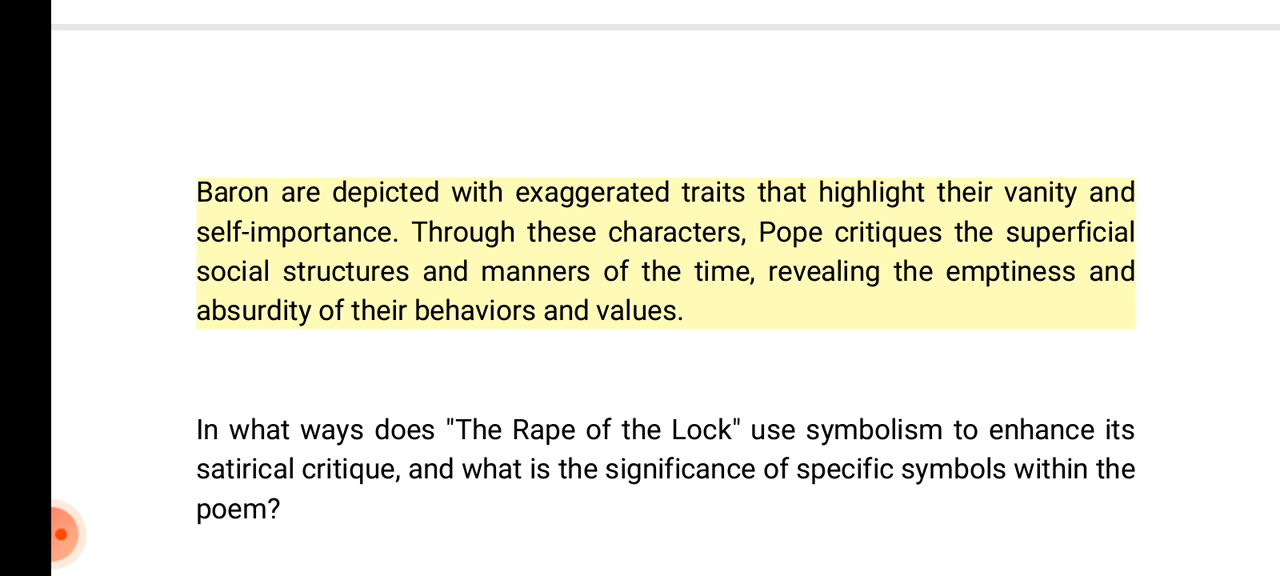 Baron are depicted with exaggerated traits that highlight their vanity and
self-importance. Through these characters, Pope critiques the superficial
social structures and manners of the time, revealing the emptiness and
absurdity of their behaviors and values.
In what ways does "The Rape of the Lock" use symbolism to enhance its
satirical critique, and what is the significance of specific symbols within the
poem?